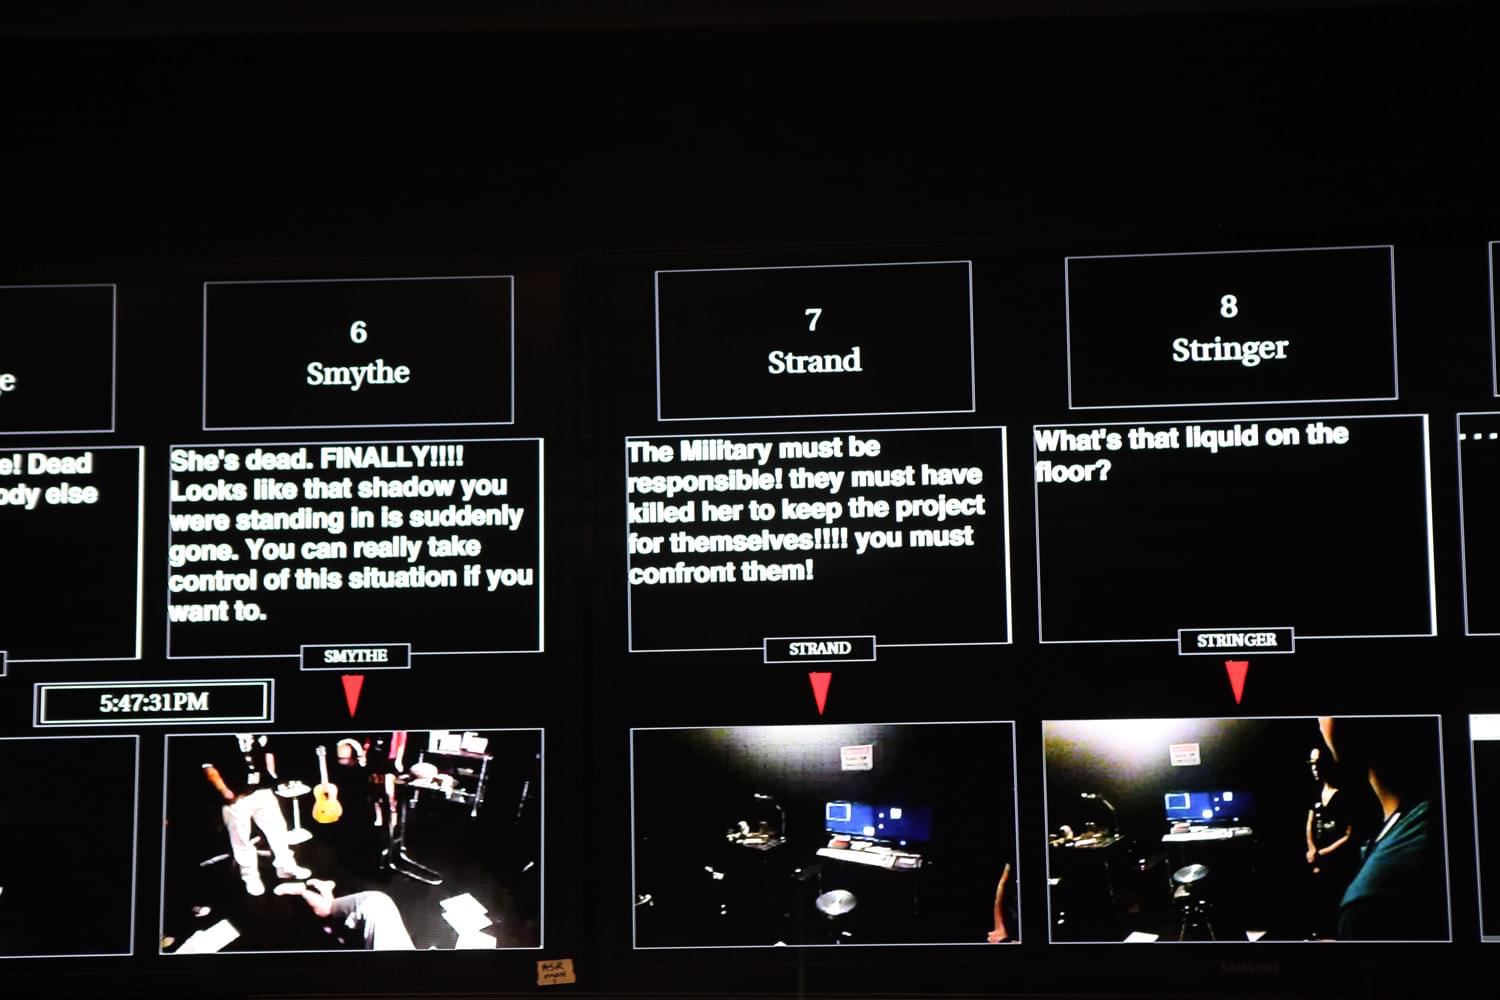 6
Smythe
7
Strand
8
Stringer
e! Dead
ody else
She's dead. FINALLY!!!!
Looks like that shadow you
were standing in is suddenly
gone. You can really take
control of this situation if you
want to.
The Military must be
responsible! they must have
killed her to keep the project
for themselves!!!! you must
confront them!
What's that liquid on the
floor?
....
SMYTHE
STRAND
STRINGER
5:47:31PM
SAMSUNG